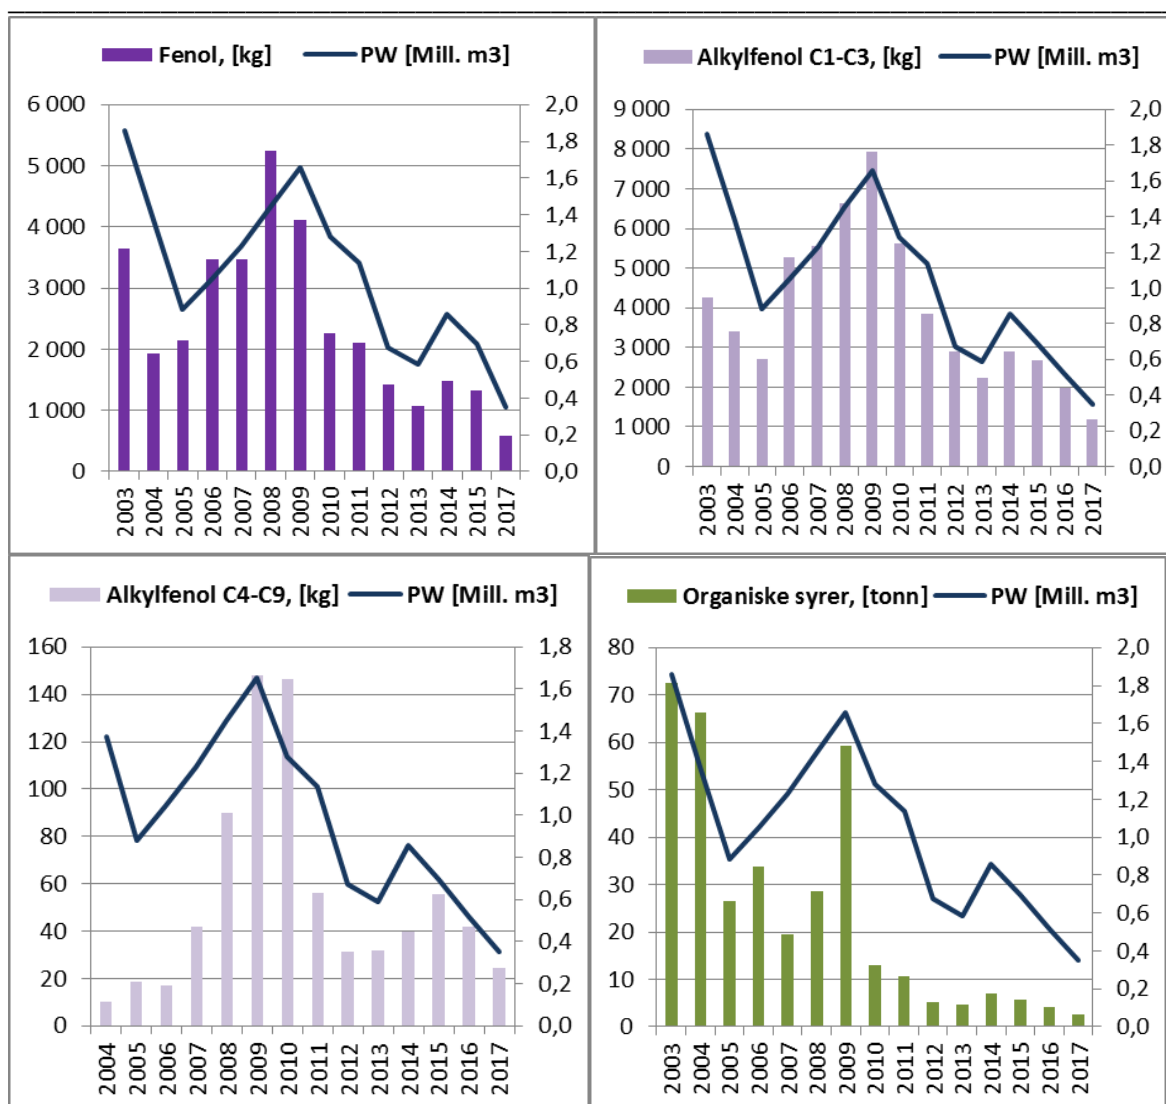 Fenol, [kg] PW [Mill. m3]
6 000 2,0
5 000 1,8
4 000 1,6
3 000 1,4
2 000 1,2
1 000 1,0
0 0,8
0,6
0,4
0,2
0,0
2003 2004 2005 2006 2007 2008 2009 2010 2011 2012 2013 2014 2015 2017
Alkylfenol C1-C3, [kg] PW [Mill. m3]
9 000 2,0
8 000 1,8
7 000 1,6
6 000 1,4
5 000 1,2
4 000 1,0
3 000 0,8
2 000 0,6
1 000 0,4
0 0,2
0,0
2003 2004 2005 2006 2007 2008 2009 2010 2011 2012 2013 2014 2015 2016 2017
Alkylfenol C4-C9, [kg] PW [Mill. m3]
160 1,8
140 1,6
120 1,4
100 1,2
80 1,0
60 0,8
40 0,6
20 0,4
0 0,2
0,0
2004 2005 2006 2007 2008 2009 2010 2011 2012 2013 2014 2015 2016 2017
Organiske syrer, [tonn] PW [Mill. m3]
80 2,0
70 1,8
60 1,6
50 1,4
40 1,2
30 1,0
20 0,8
10 0,6
0 0,4
0,2
0,0
2003 2004 2005 2006 2007 2008 2009 2010 2011 2012 2013 2014 2015 2016 2017